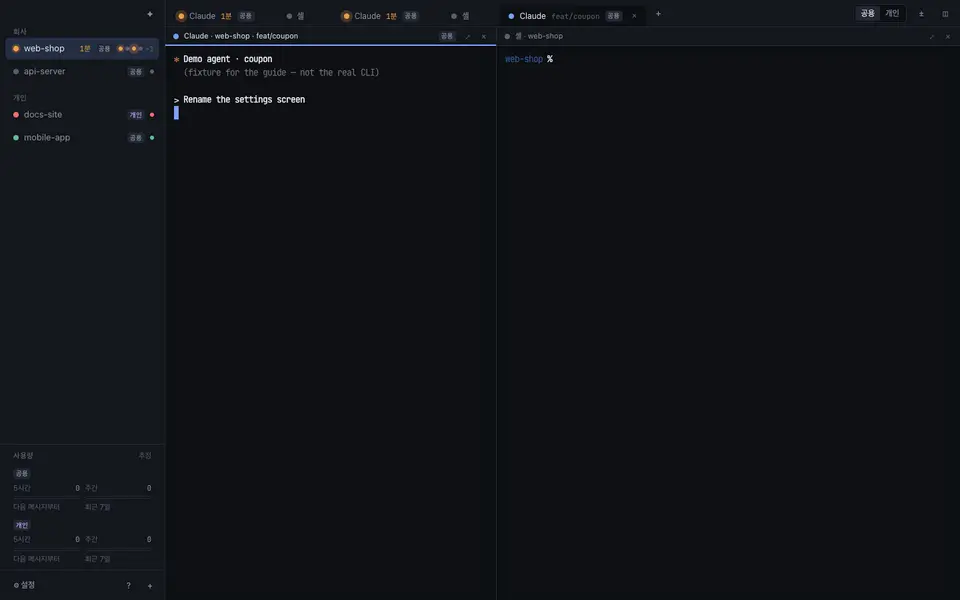 회사
web-shop 1분 공용 +1
api-server 공용
개인
docs-site 개인
mobile-app 공용
사용량 추정
공용
5시간 0 주간 0
다음 메시지부터 최근 7일
개인
5시간 0 주간 0
다음 메시지부터 최근 7일
설정 ? +
Claude 1분 공용
셸
Claude 1분 공용
셸
Claude feat/coupon 공용 × +
공용 개인
Claude · web-shop · feat/coupon 공용 ×
* Demo agent · coupon
(fixture for the guide — not the real CLI)
> Rename the settings screen
셸 · web-shop ×
web-shop %